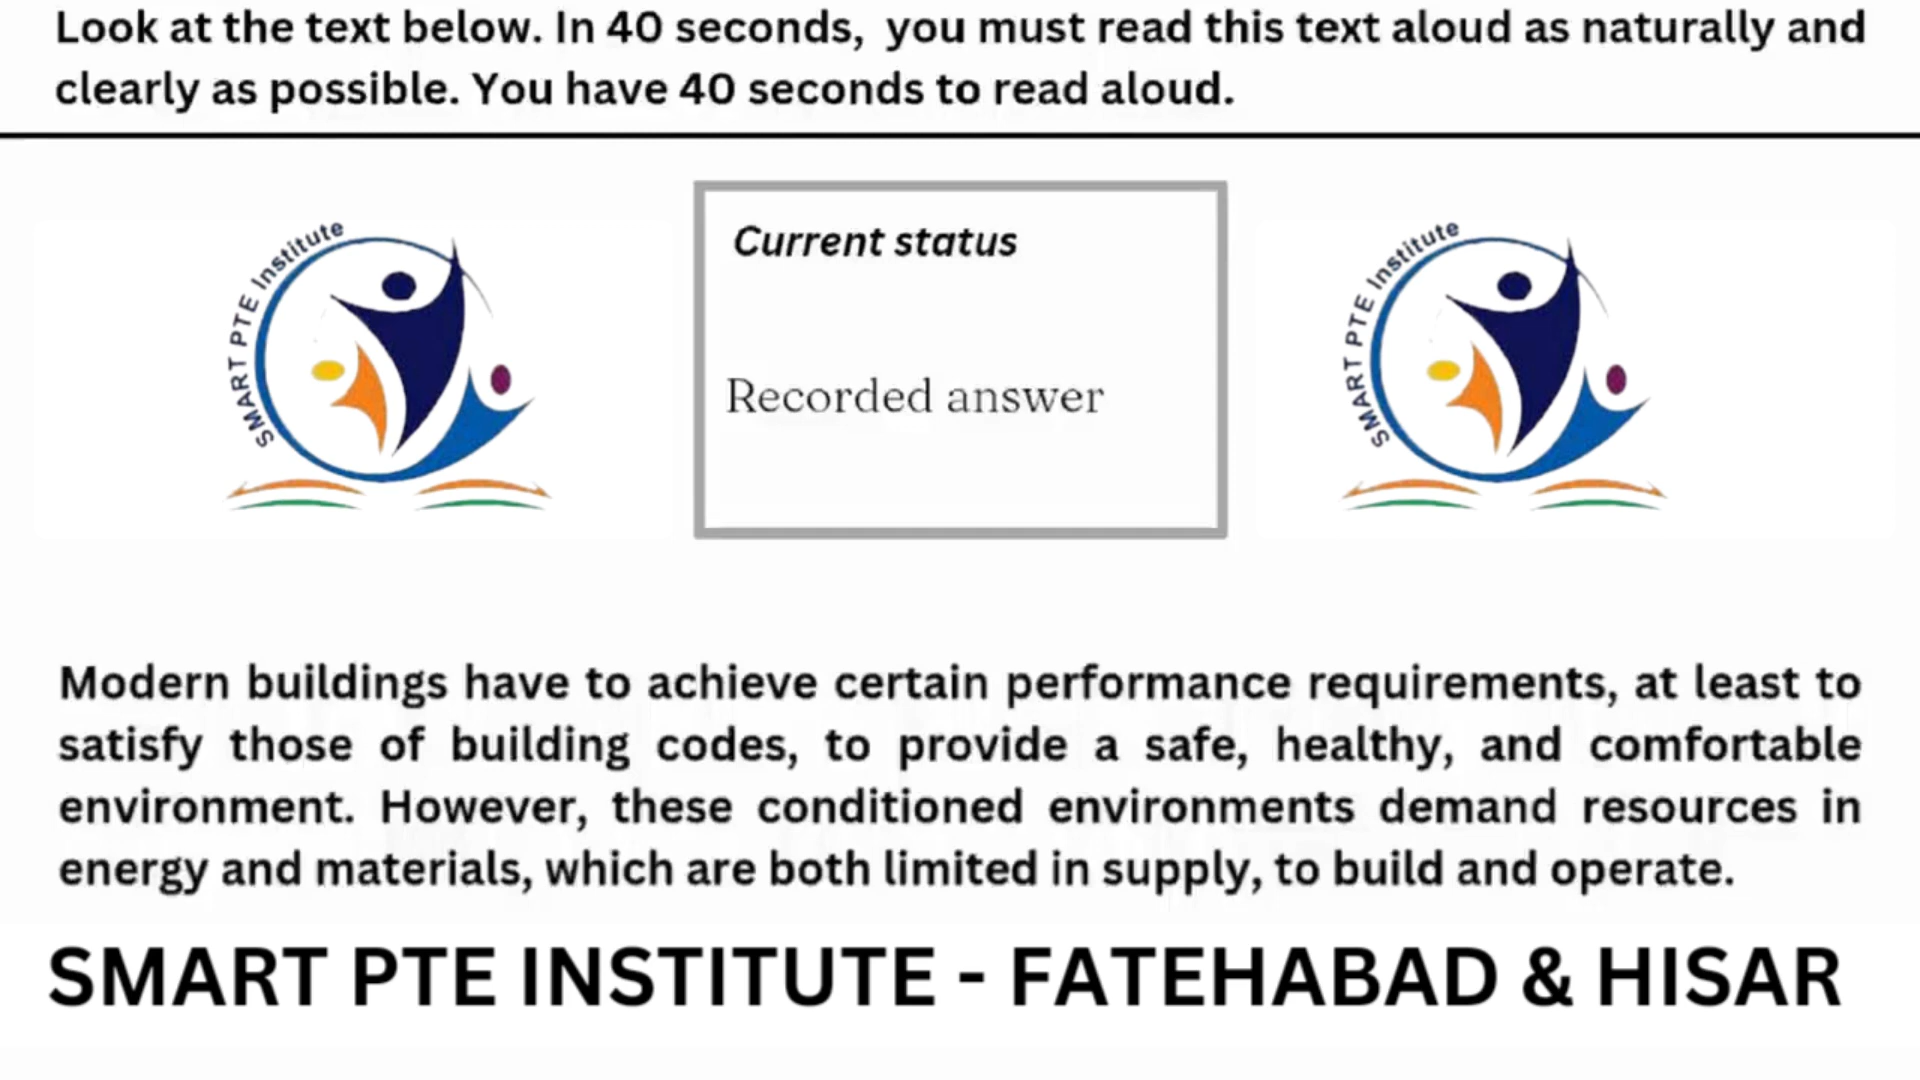 Look at the text below. In 40 seconds, you must read this text aloud as naturally and
clearly as possible. You have 40 seconds to read aloud.
SMART PTE Institute
Current status
Recorded answer
SMART PTE Institute
Modern buildings have to achieve certain performance requirements, at least to
satisfy those of building codes, to provide a safe, healthy, and comfortable
environment. However, these conditioned environments demand resources in
energy and materials, which are both limited in supply, to build and operate.
SMART PTE INSTITUTE - FATEHABAD & HISAR